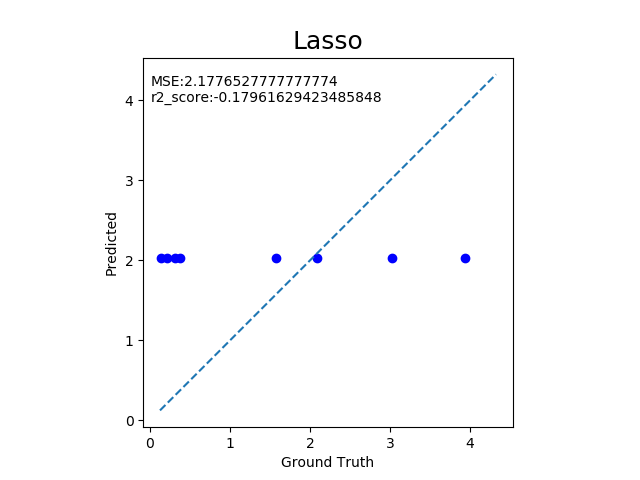 Lasso
MSE:2.1776527777777774
r2_score:-0.17961629423485848
4
3
2
1
0
Predicted
0 1 2 3 4
Ground Truth